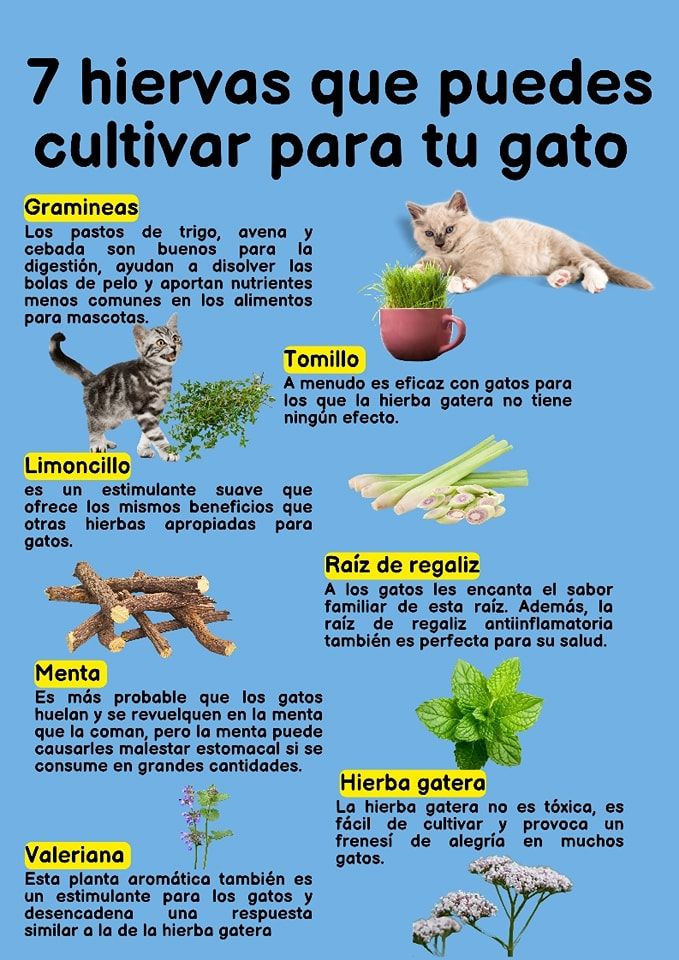 7 hiervas que puedes
cultivar para tu gato
Gramineas
Los pastos de trigo, avena y
cebada son buenos para la
digestión, ayudan a disolver las
bolas de pelo y aportan nutrientes
menos comunes en los alimentos
para mascotas.
Tomillo
A menudo es eficaz con gatos para
los que la hierba gatera no tiene
ningún efecto.
Limoncillo
es un estimulante suave que
ofrece los mismos beneficios que
otras hierbas apropiadas para
gatos.
Raíz de regaliz
A los gatos les encanta el sabor
familiar de esta raíz. Además, la
raíz de regaliz antiinflamatoria
también es perfecta para su salud.
Menta
Es más probable que los gatos
huelan y se revuelquen en la menta
que la coman, pero la menta puede
causarles malestar estomacal si se
consume en grandes cantidades.
Hierba gatera
La hierba gatera no es tóxica, es
fácil de cultivar y provoca un
frenesí de alegría en muchos
gatos.
Valeriana
Esta planta aromática también es
un estimulante para los gatos y
desencadena una respuesta
similar a la de la hierba gatera